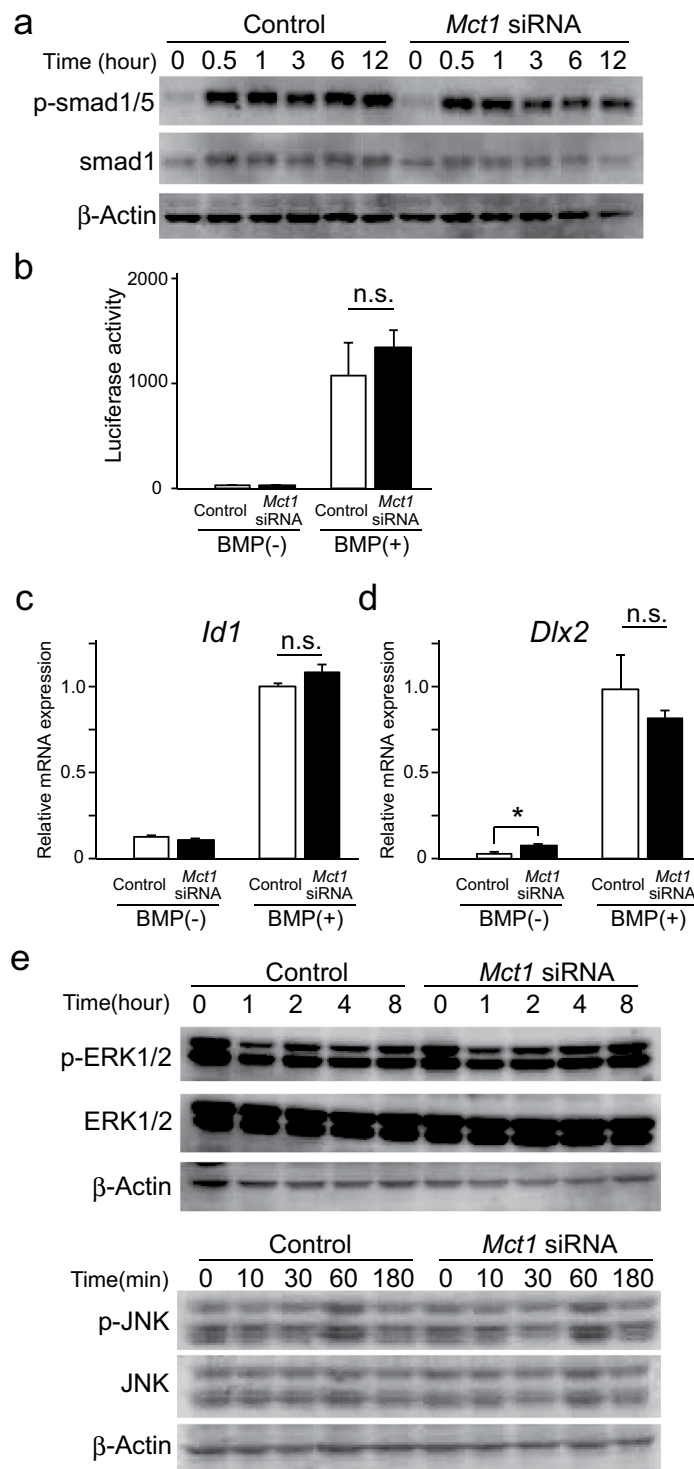 a
Control Mct1 siRNA
Time (hour) 0 0.5 1 3 6 12 0 0.5 1 3 6 12
p-smad1/5
smad1
β-Actin
b
Luciferase activity
2000
1000
0
n.s.
Control Mct1 siRNA Control Mct1 siRNA
BMP(-) BMP(+)
c
Id1
Relative mRNA expression
1.0
0.5
0
n.s.
Control Mct1 siRNA Control Mct1 siRNA
BMP(-) BMP(+)
d
Dlx2
Relative mRNA expression
1.0
0.5
0
*
n.s.
Control Mct1 siRNA Control Mct1 siRNA
BMP(-) BMP(+)
e
Control Mct1 siRNA
Time(hour) 0 1 2 4 8 0 1 2 4 8
p-ERK1/2
ERK1/2
β-Actin
Control Mct1 siRNA
Time(min) 0 10 30 60 180 0 10 30 60 180
p-JNK
JNK
β-Actin